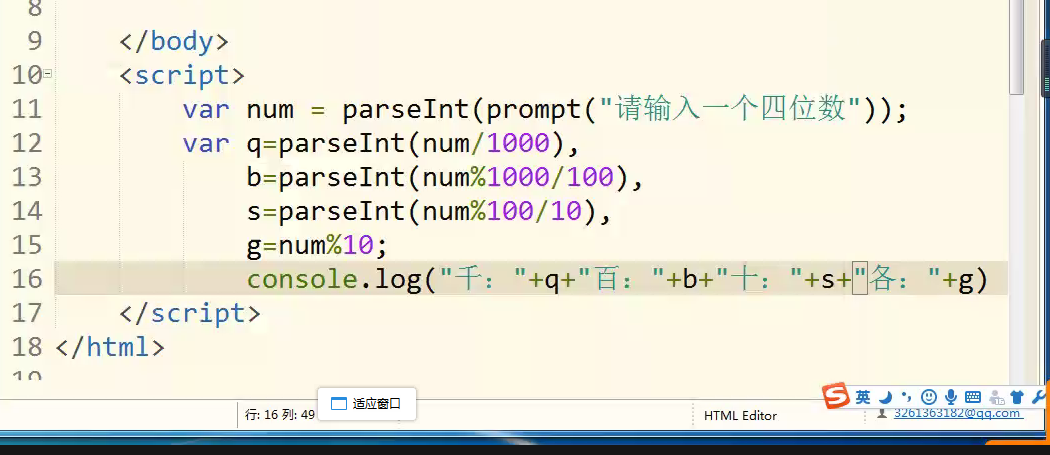 8
9 </body>
10 <script>
11 var num = parseInt(prompt("请输入一个四位数"));
12 var q=parseInt(num/1000),
13 b=parseInt(num%1000/100),
14 s=parseInt(num%100/10),
15 g=num%10;
16 console.log("千："+q+"百："+b+"十："+s+"各："+g)
17 </script>
18 </html>
19
适应窗口
行: 16 列: 49
HTML Editor
英
3261363182@qq.com